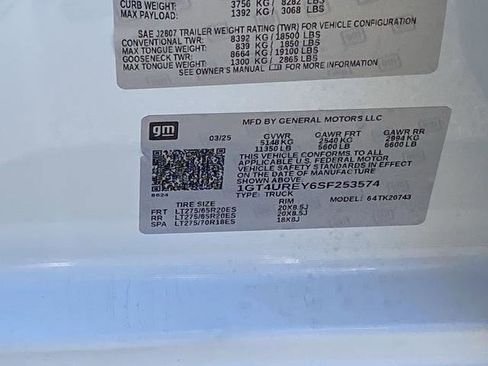 CURB WEIGHT: 3756 KG / 8282 LBS
MAX PAYLOAD: 1392 KG / 3068 LBS
SAE J2807 TRAILER WEIGHT RATING (TWR) FOR VEHICLE CONFIGURATION
CONVENTIONAL TWR: 8392 KG / 18500 LBS
MAX TONGUE WEIGHT: 839 KG / 1850 LBS
GOOSENECK TWR: 8664 KG / 19100 LBS
MAX TONGUE WEIGHT: 1300 KG / 2865 LBS
SEE OWNER'S MANUAL FOR MORE INFORMATION
gm
MFD BY GENERAL MOTORS LLC
03/25 GVWR GAWR FRT GAWR RR
5148 KG 2540 KG 2994 KG
11350 LB 5600 LB 6600 LB
THIS VEHICLE CONFORMS TO ALL
APPLICABLE U.S. FEDERAL MOTOR
VEHICLE SAFETY STANDARDS IN EFFECT
ON THE DATE OF MANUFACTURE
SHOWN ABOVE.
1GT4UREY6SF253574
TYPE: TRUCK
8624
TIRE SIZE RIM MODEL: 64TK20743
FRT LT275/65R20ES 20X8.5J
RR LT275/65R20ES 20X8.5J
SPA LT275/70R18ES 18X8J